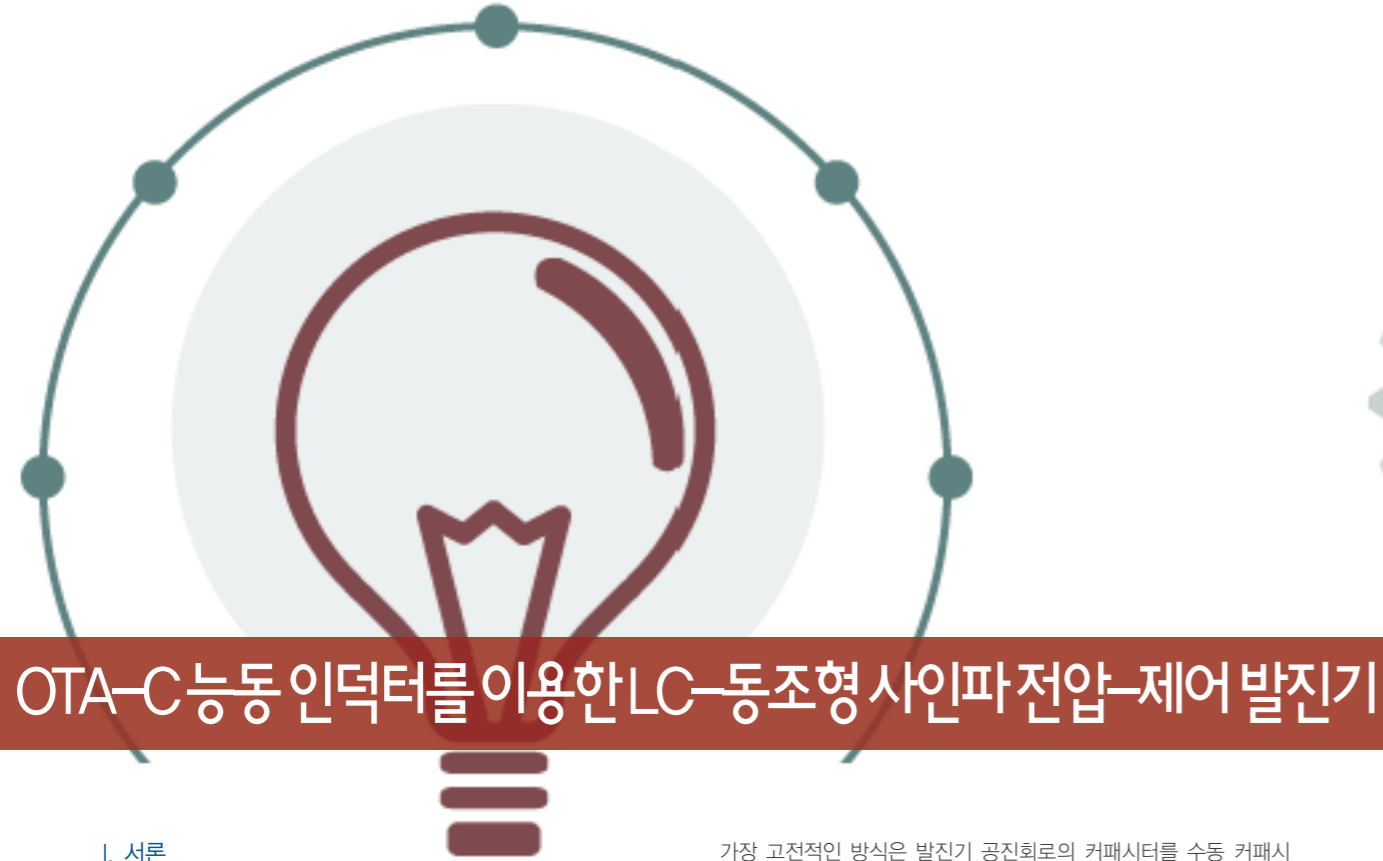 OTA-C 능동 인덕터를 이용한 LC-동조형 사인파 전압-제어 발진기
I. 서론
가장 고전적인 방식은 발진기 공진회로의 커패시터를 수동 커패시